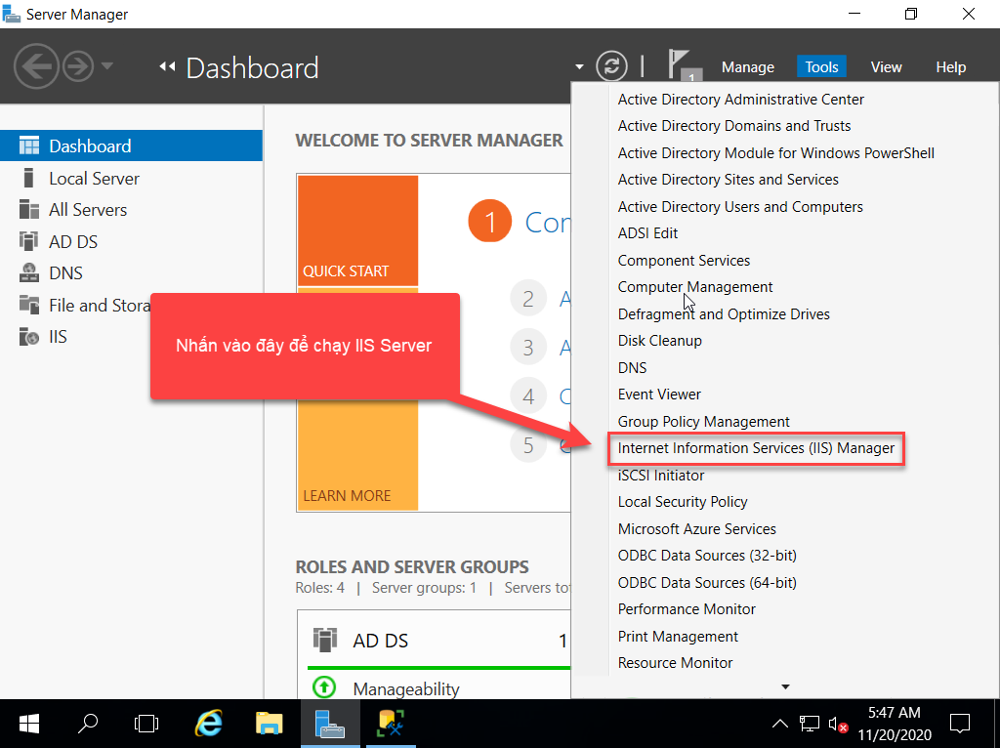 Server Manager
Dashboard
1
Manage
Tools
View
Help
Dashboard
Local Server
All Servers
AD DS
DNS
File and Stora
IIS
WELCOME TO SERVER MANAGER
QUICK START
LEARN MORE
1 Con
2 A
3 A
4 C
5
Nhấn vào đây để chạy IIS Server
ROLES AND SERVER GROUPS
Roles: 4 | Server groups: 1 | Servers tot
AD DS 1
Manageability
Active Directory Administrative Center
Active Directory Domains and Trusts
Active Directory Module for Windows PowerShell
Active Directory Sites and Services
Active Directory Users and Computers
ADSI Edit
Component Services
Computer Management
Defragment and Optimize Drives
Disk Cleanup
DNS
Event Viewer
Group Policy Management
Internet Information Services (IIS) Manager
iSCSI Initiator
Local Security Policy
Microsoft Azure Services
ODBC Data Sources (32-bit)
ODBC Data Sources (64-bit)
Performance Monitor
Print Management
Resource Monitor
5:47 AM
11/20/2020